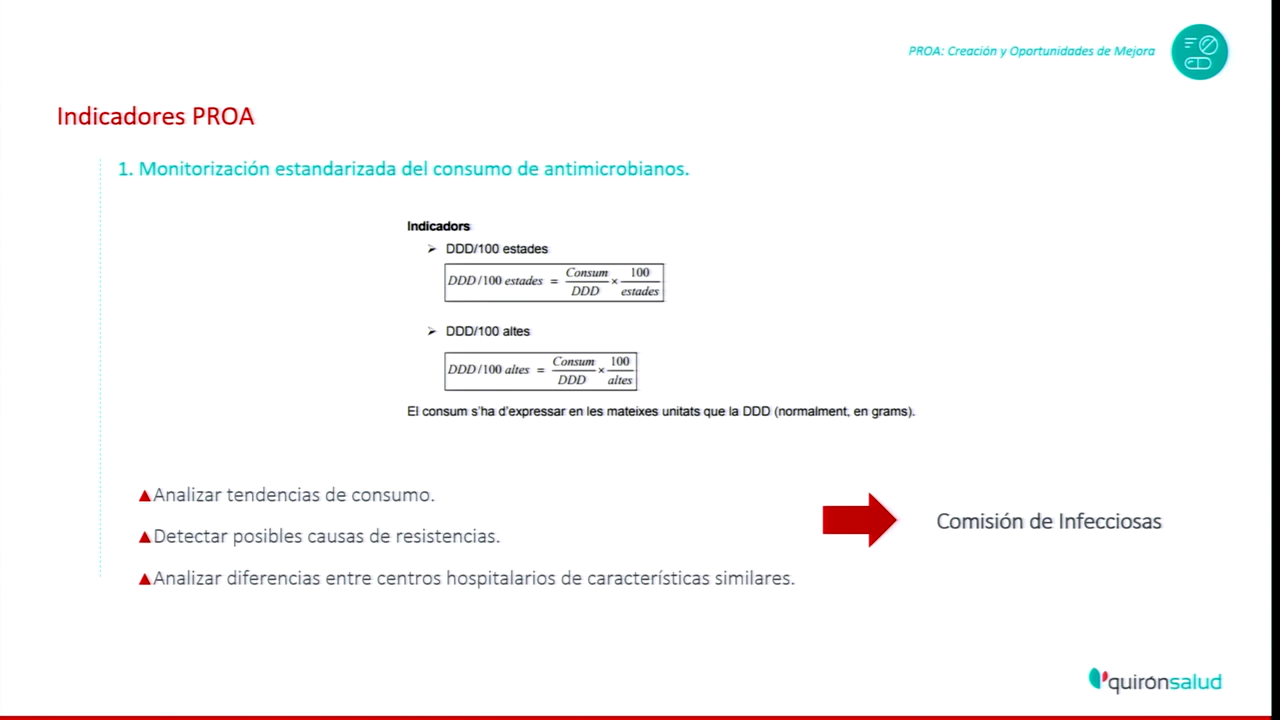 PROA: Creación y Oportunidades de Mejora
Indicadores PROA
1. Monitorización estandarizada del consumo de antimicrobianos.
Indicadors
➢ DDD/100 estades
DDD/100 estades = Consum/DDD × 100/estades
➢ DDD/100 altes
DDD/100 altes = Consum/DDD × 100/altes
El consum s'ha d'expressar en les mateixes unitats que la DDD (normalment, en grams).
▲Analizar tendencias de consumo.
▲Detectar posibles causas de resistencias.
▲Analizar diferencias entre centros hospitalarios de características similares.
Comisión de Infecciosas
quirónsalud